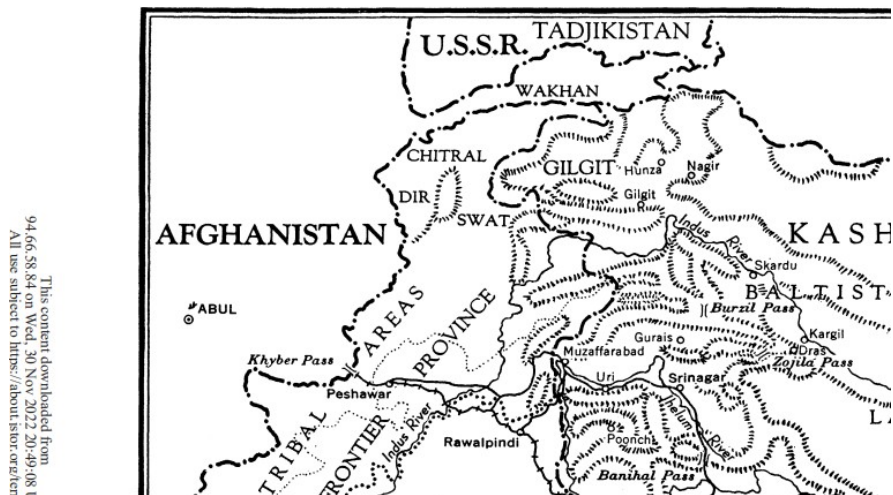 U.S.S.R.
TADJIKISTAN
WAKHAN
CHITRAL
GILGIT
Hunza
Nagir
DIR
Gilgit
SWAT
AFGHANISTAN
Indus
River
KASH
Skardu
BALTIST
ABUL
AREAS
PROVINCE
Burzil Pass
Gurais
Kargil
Dras
Zojila Pass
Khyber Pass
Muzaffarabad
Peshawar
Uri
Srinagar
LA
TRIBAL
FRONTIER
Indus River
Jhelum
River
Rawalpindi
Poonch
Banihal Pass
This content downloaded from
94.66.58.84 on Wed, 30 Nov 2022 20:49:08 U
All use subject to https://about.jstor.org/ter